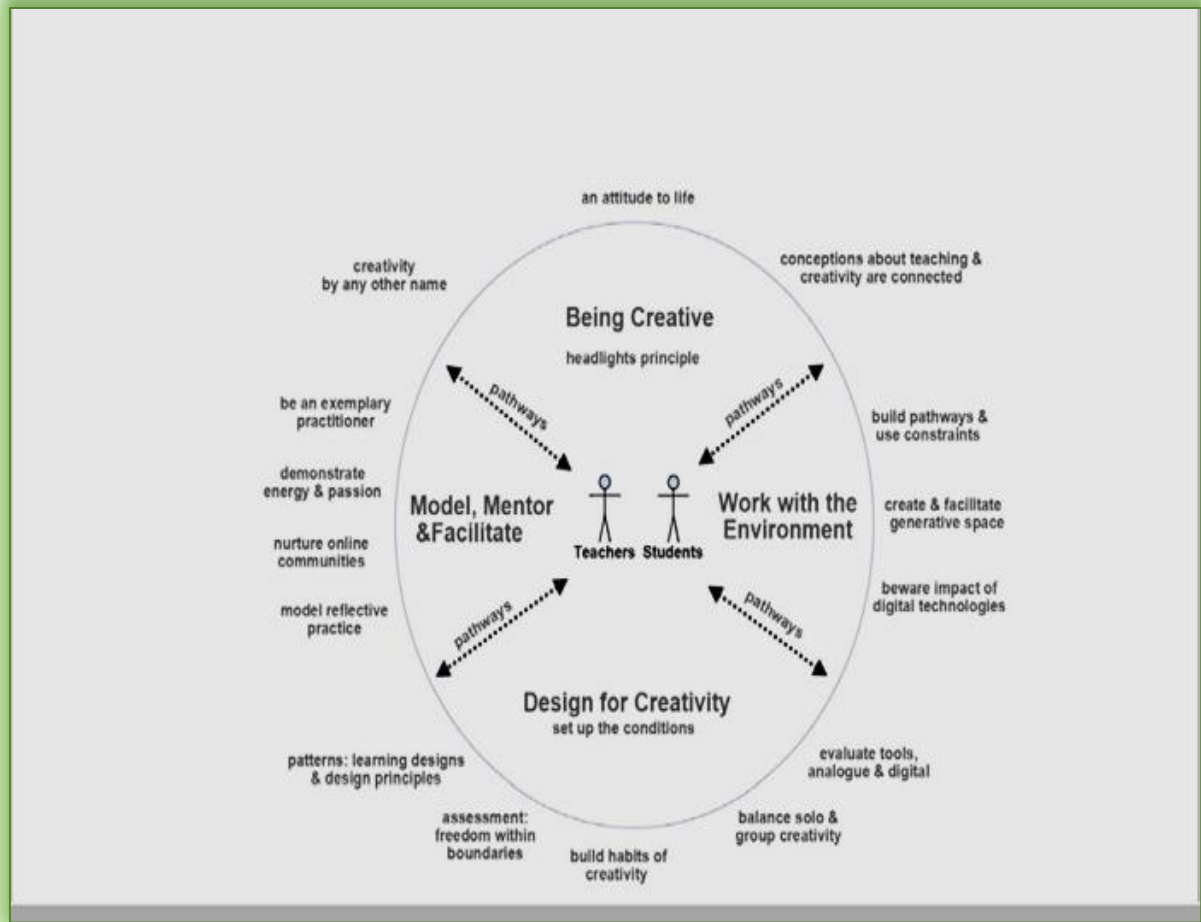 an attitude to life
creativity
by any other name
conceptions about teaching &
creativity are connected
Being Creative
headlights principle
pathways
pathways
be an exemplary
practitioner
build pathways &
use constraints
demonstrate
energy & passion
Model, Mentor
&Facilitate
Teachers
Students
Work with the
Environment
create & facilitate
generative space
nurture online
communities
beware impact of
digital technologies
model reflective
practice
pathways
pathways
Design for Creativity
set up the conditions
patterns: learning designs
& design principles
evaluate tools,
analogue & digital
assessment:
freedom within
boundaries
build habits of
creativity
balance solo &
group creativity